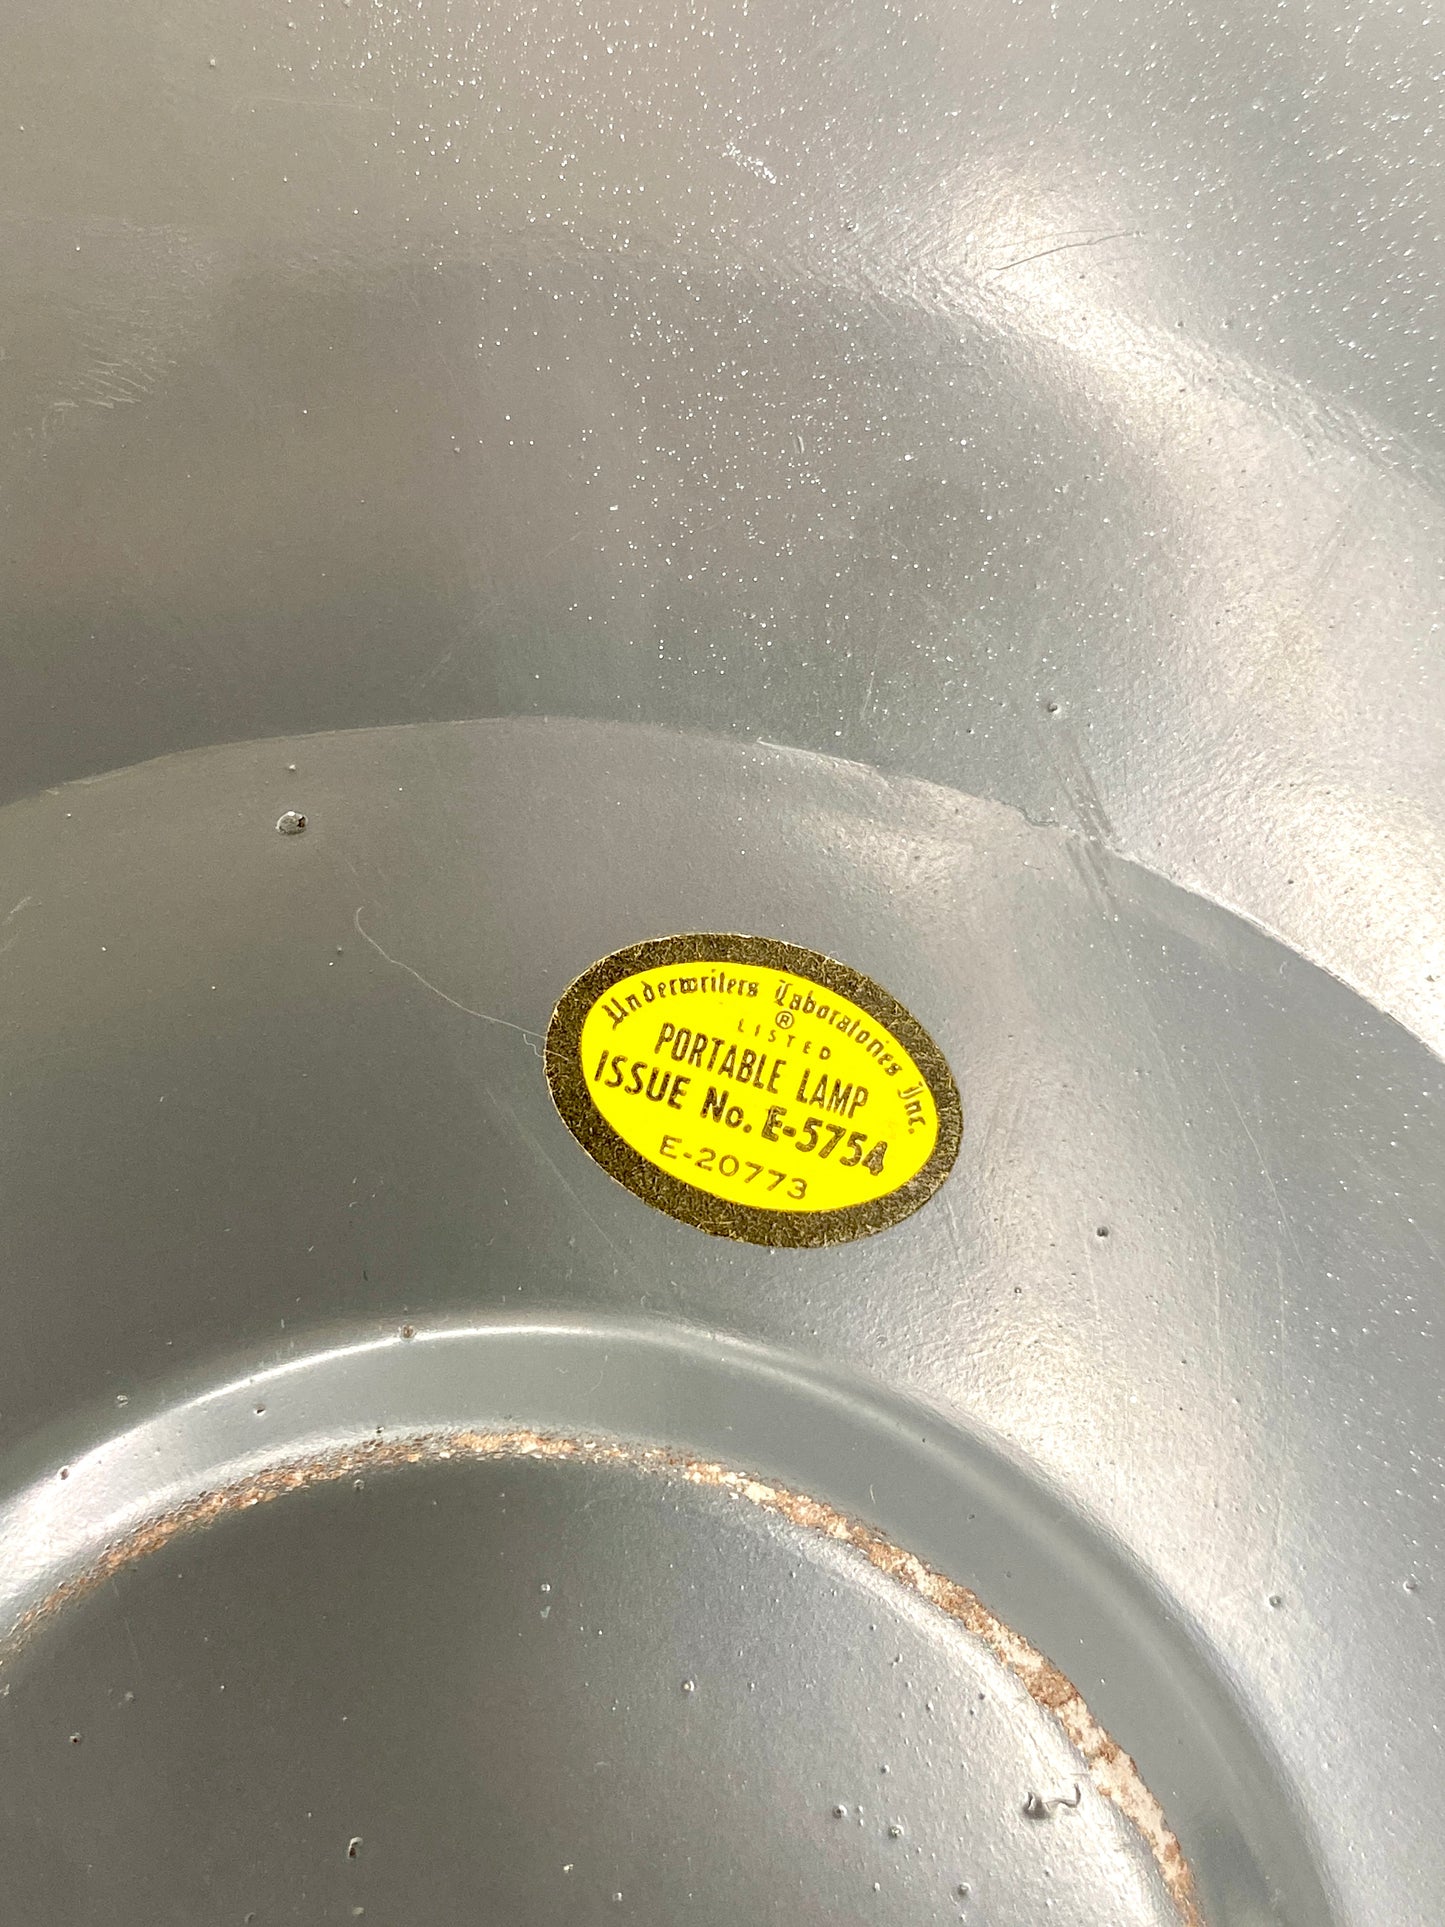 Underwriters Laboratories Inc.
®
LISTED
PORTABLE LAMP
ISSUE No. E-5754
E-20773